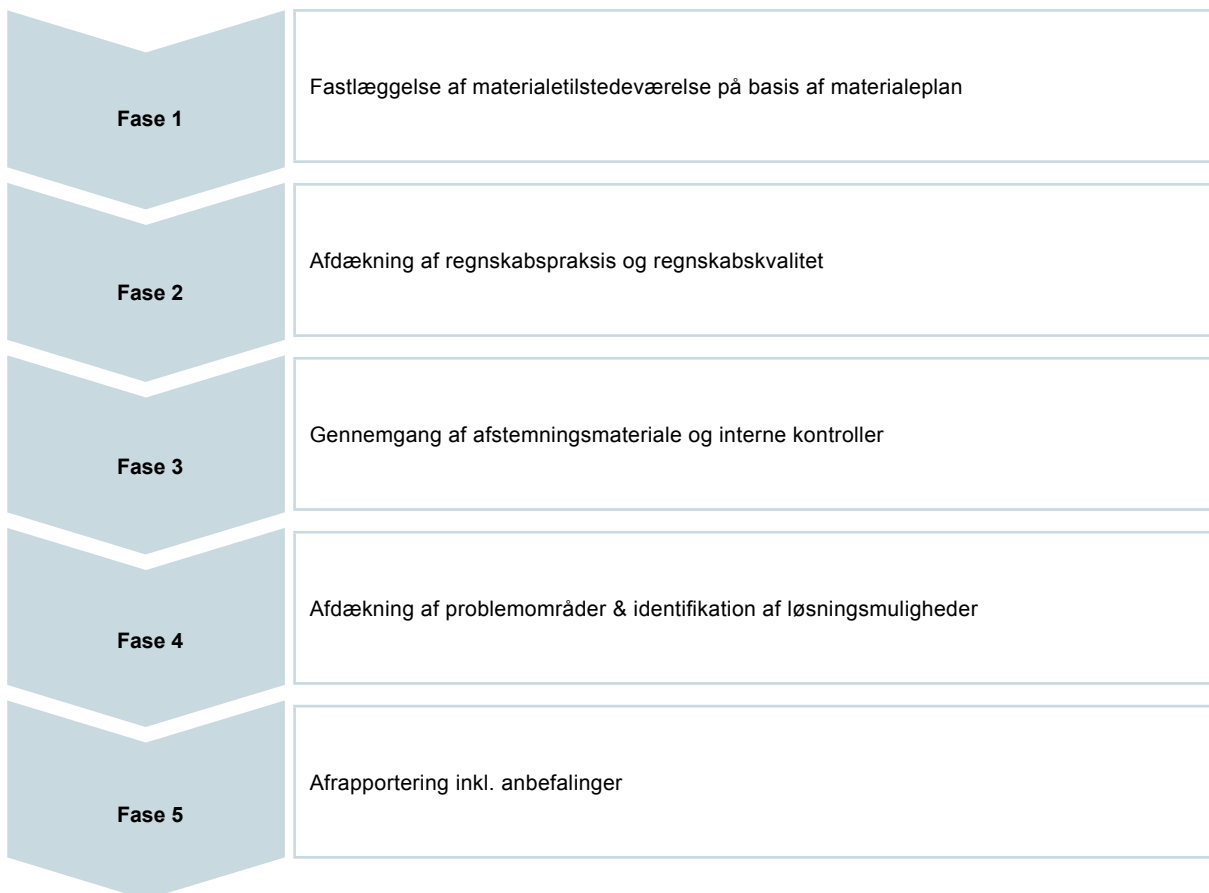 Fase 1
Fastlæggelse af materialetilstedeværelse på basis af materialeplan
Fase 2
Afdækning af regnskabspraksis og regnskabskvalitet
Fase 3
Gennemgang af afstemningsmateriale og interne kontroller
Fase 4
Afdækning af problemområder & identifikation af løsningsmuligheder
Fase 5
Afrapportering inkl. anbefalinger